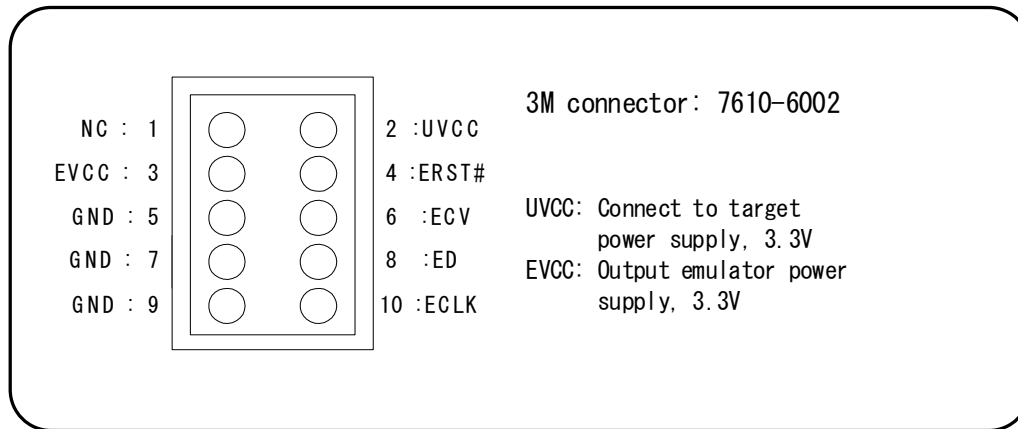 3M connector: 7610-6002
NC : 1 2 :UVCC
EVCC : 3 4 :ERST#
GND : 5 6 :ECV
GND : 7 8 :ED
GND : 9 10 :ECLK
UVCC: Connect to target
power supply, 3.3V
EVCC: Output emulator power
supply, 3.3V